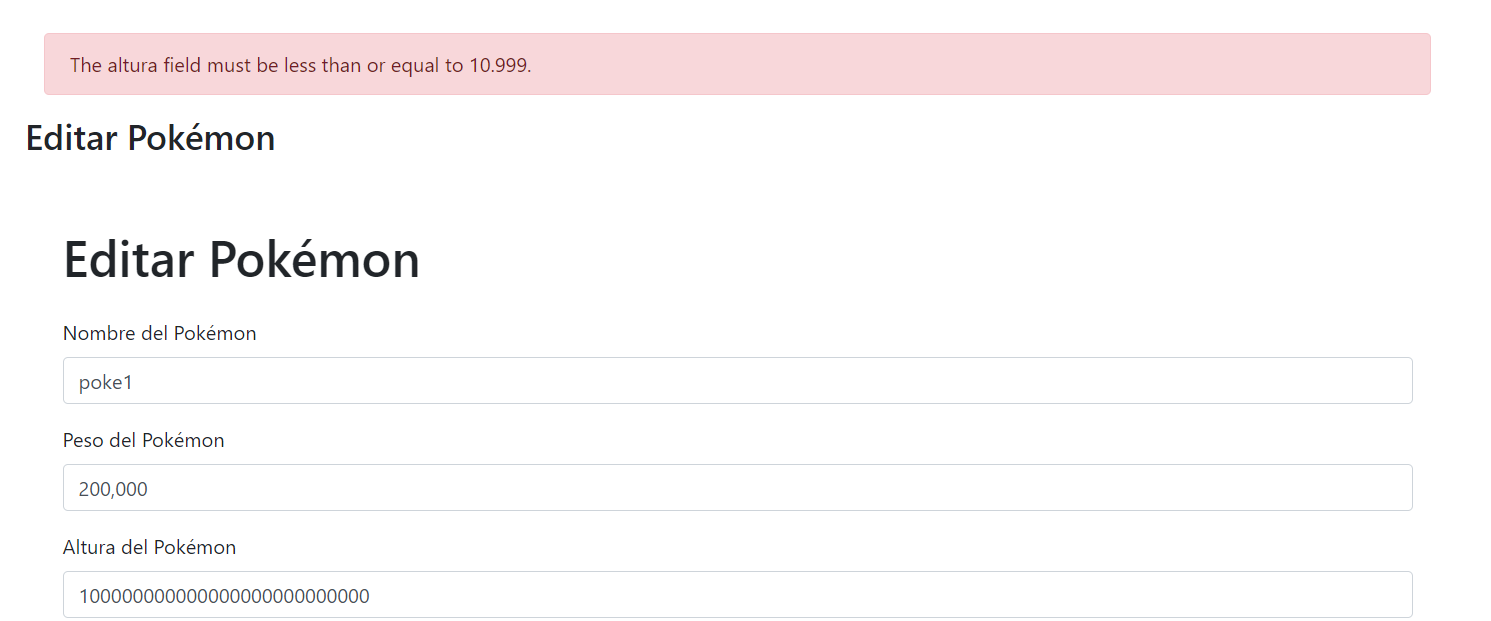 The altura field must be less than or equal to 10.999.
Editar Pokémon
Editar Pokémon
Nombre del Pokémon
poke1
Peso del Pokémon
200,000
Altura del Pokémon
1000000000000000000000000000